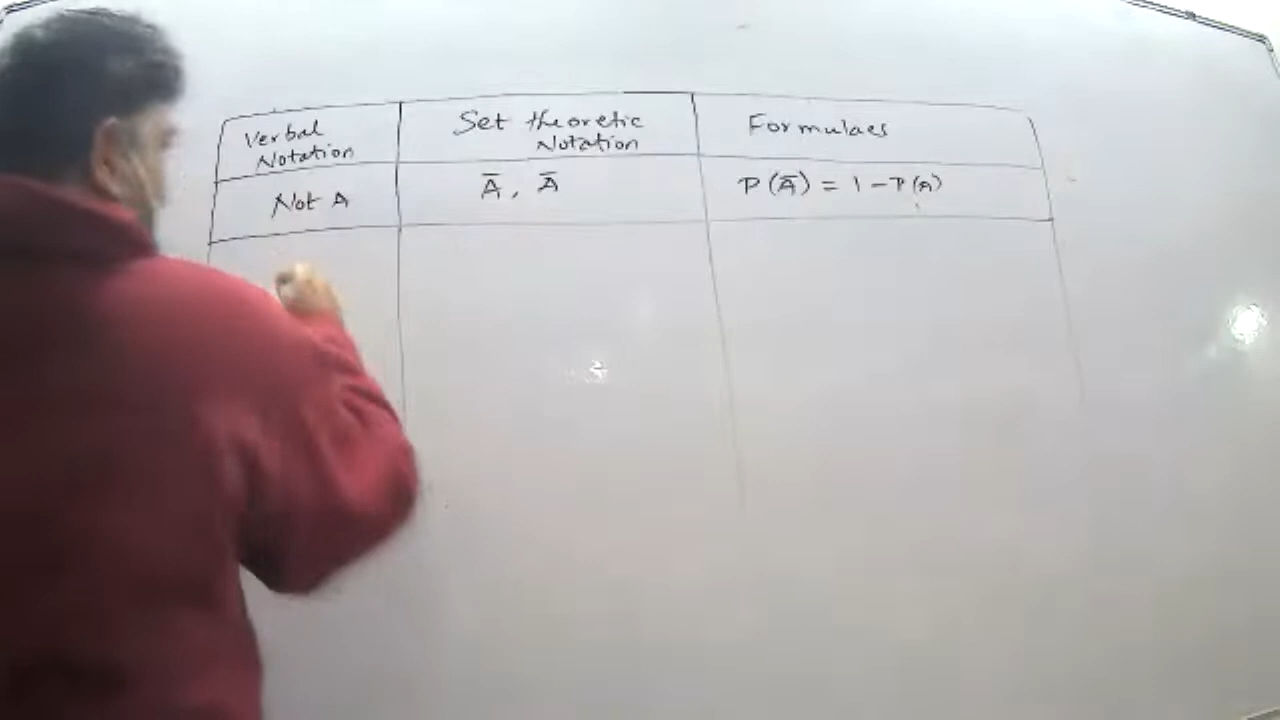 Verbal
Notation
Set theoretic
Notation
Formulaes
Not A
Ā, Ā
P(Ā) = 1 - P(A)